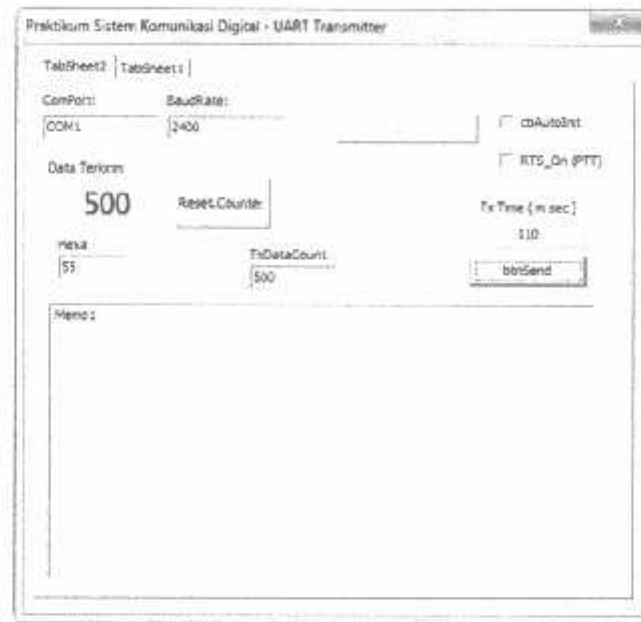 Praktikum Sistem Komunikasi Digital - UART Transmitter
TabSheet2 TabSheet1
ComPort: BaudRate:
COM1 2400 cbAutoInit
RTS_On (PTT)
Data Terkirim
500 Reset Counter Tx Time (m sec)
110
Hexa TxDataCount
55 500 btnSend
Memo1